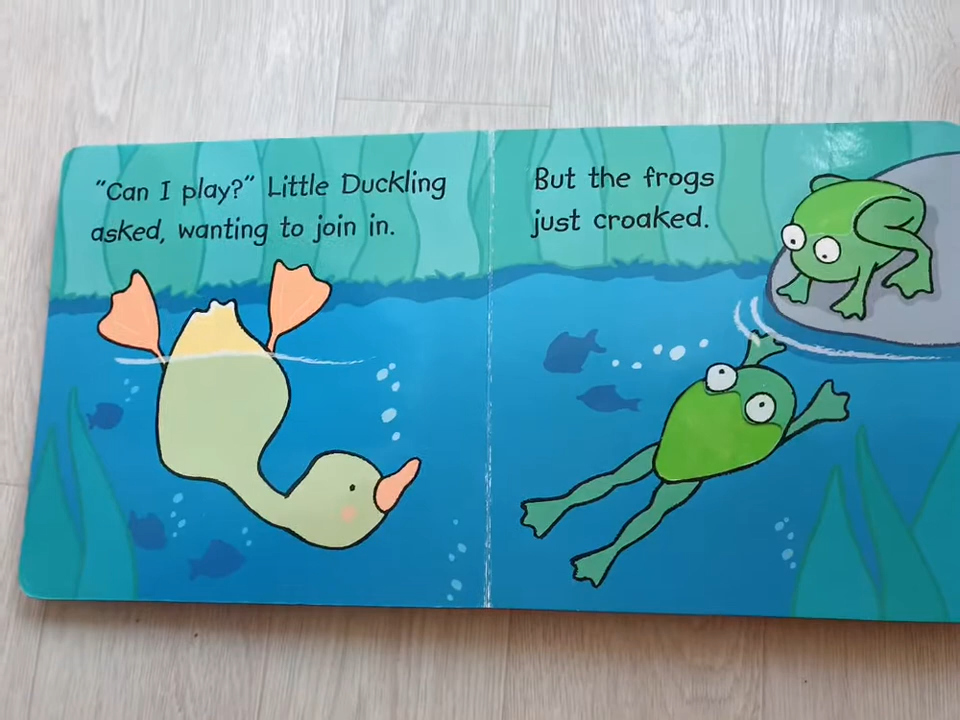 “Can I play?” Little Duckling
asked, wanting to join in.
But the frogs
just croaked.